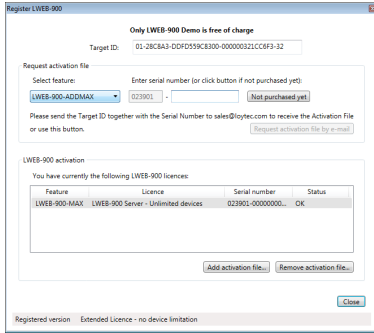 Register LWEB-900
Only LWEB-900 Demo is free of charge
Target ID: 01-28C8A3-DDFD559C8300-000000321CC6F3-32
Request activation file
Select feature: Enter serial number (or click button if not purchased yet):
LWEB-900-ADDMAX 023901 - Not purchased yet
Please send the Target ID together with the Serial Number to sales@loytec.com to receive the Activation File
or use this button. Request activation file by e-mail
LWEB-900 activation
You have currently the following LWEB-900 licences:
Feature Licence Serial number Status
LWEB-900-MAX LWEB-900 Server - Unlimited devices 023901-00000000... OK
Add activation file... Remove activation file...
Close
Registered version Extended Licence - no device limitation